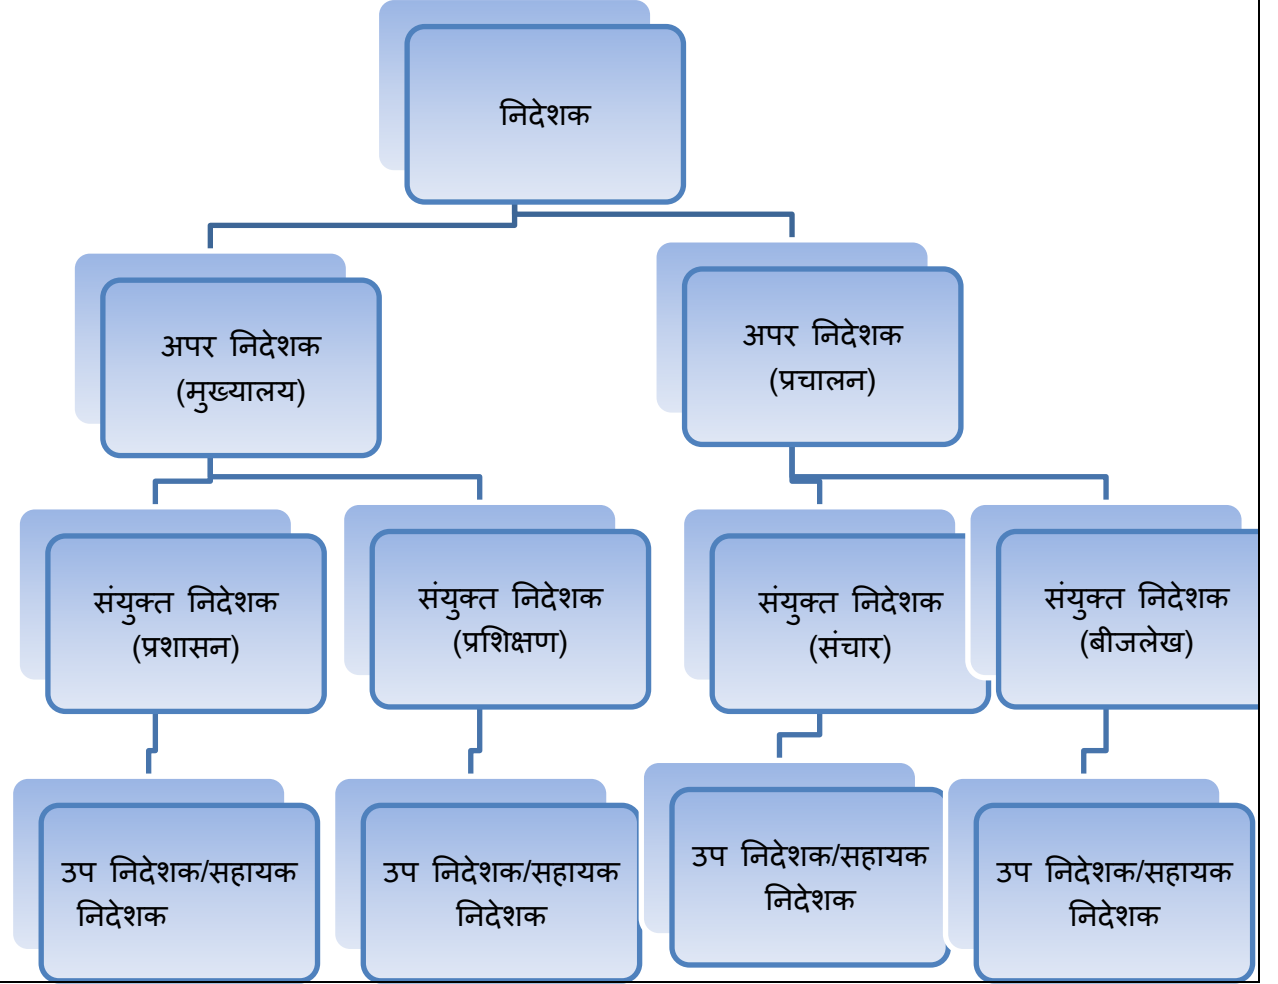 निदेशक
अपर निदेशक
(मुख्यालय)
अपर निदेशक
(प्रचालन)
संयुक्त निदेशक
(प्रशासन)
संयुक्त निदेशक
(प्रशिक्षण)
संयुक्त निदेशक
(संचार)
संयुक्त निदेशक
(बीजलेख)
उप निदेशक/सहायक
निदेशक
उप निदेशक/सहायक
निदेशक
उप निदेशक/सहायक
निदेशक
उप निदेशक/सहायक
निदेशक